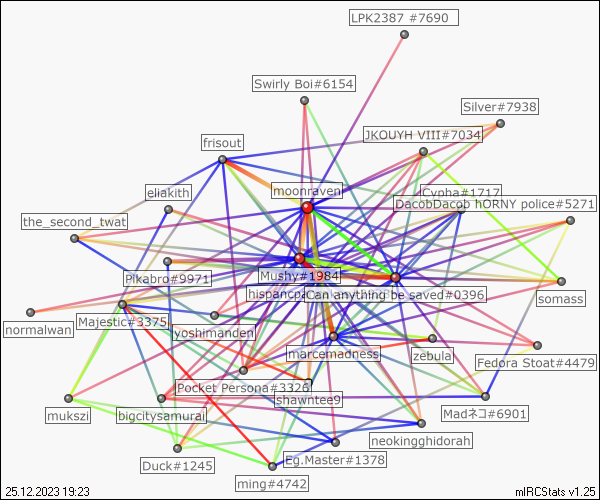 LPK2387 #7690
Swirly Boi#6154
Silver#7938
JKOUYH VIII#7034
frisout
moonraven
eliakith
Cypha#1717
DacobDacob hORNY police#5271
the_second_twat
Pikabro#9971
Mushy#1984
somass
Can anything be saved#0396
normalwan
Majestic#3375
yoshimanden
marcemadness
zebula
Fedora Stoat#4479
Pocket Persona#3326
shawntee9
mukszi
bigcitysamurai
Madネコ#6901
neokingghidorah
Duck#1245
Eg.Master#1378
ming#4742
25.12.2023 19:23
mIRCStats v1.25